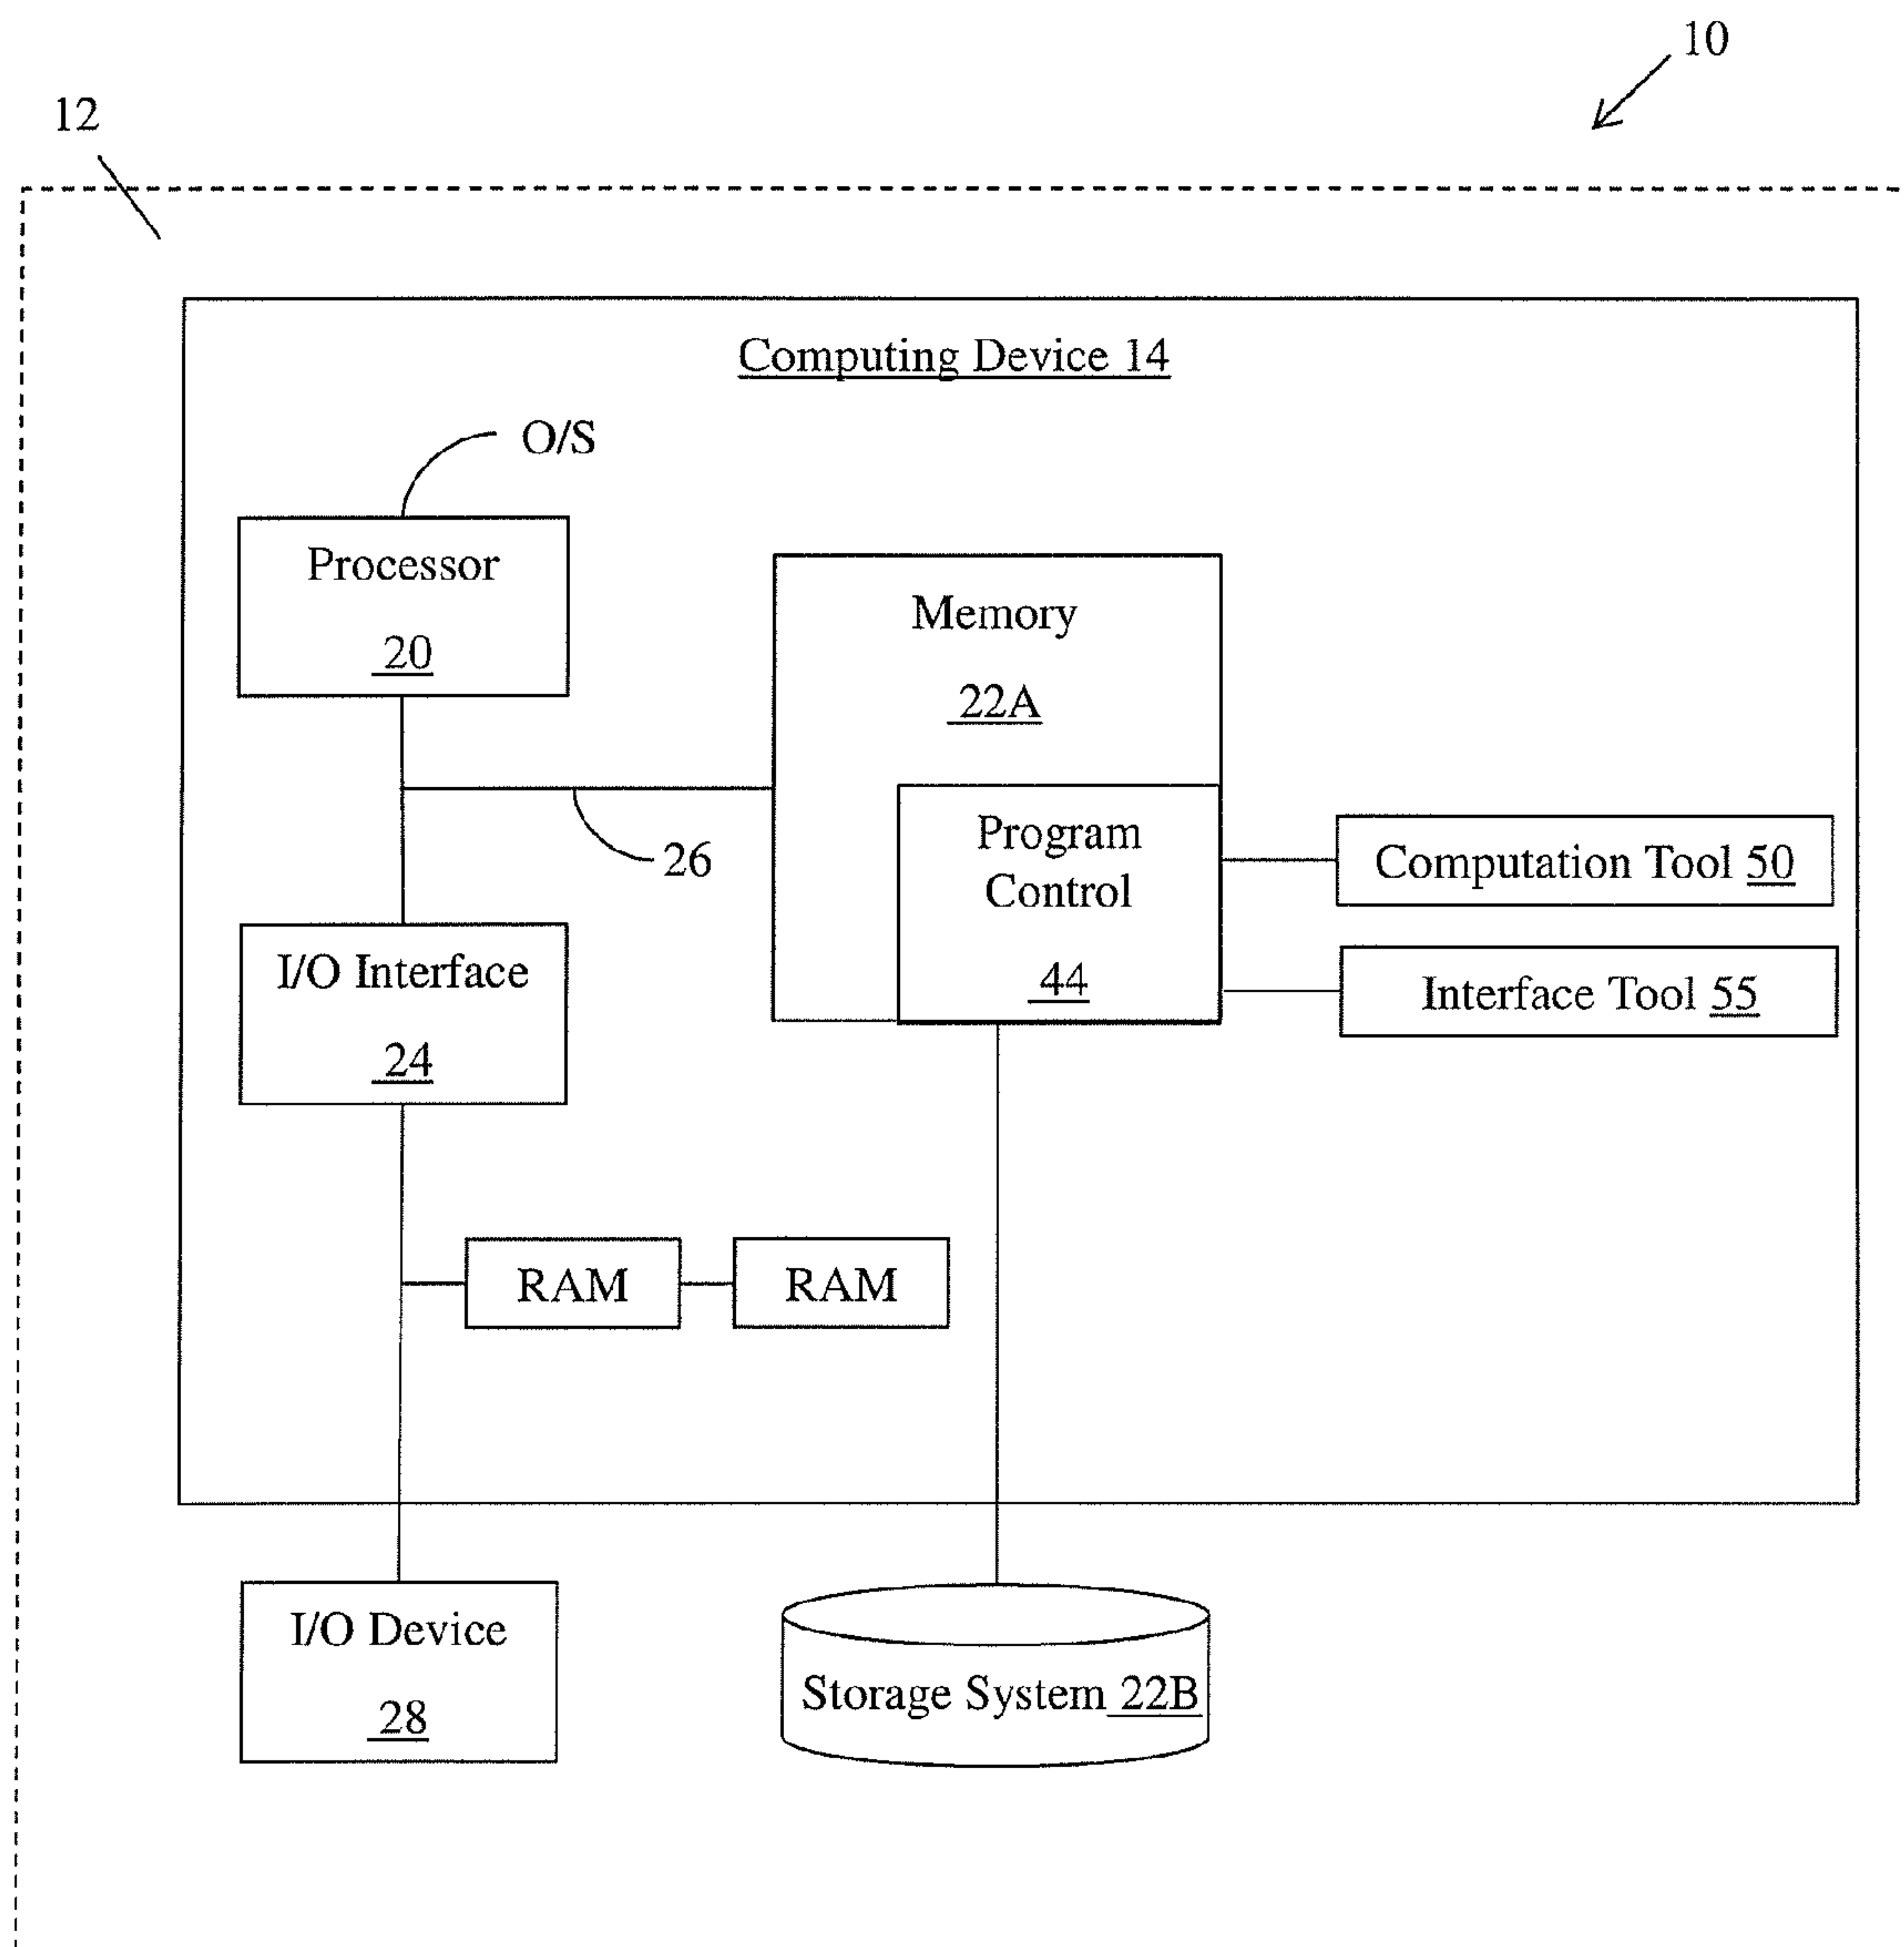 10
12
Computing Device 14
O/S
Processor
20
Memory
22A
26
Program
Control
44
Computation Tool 50
Interface Tool 55
I/O Interface
24
RAM
RAM
I/O Device
28
Storage System 22B